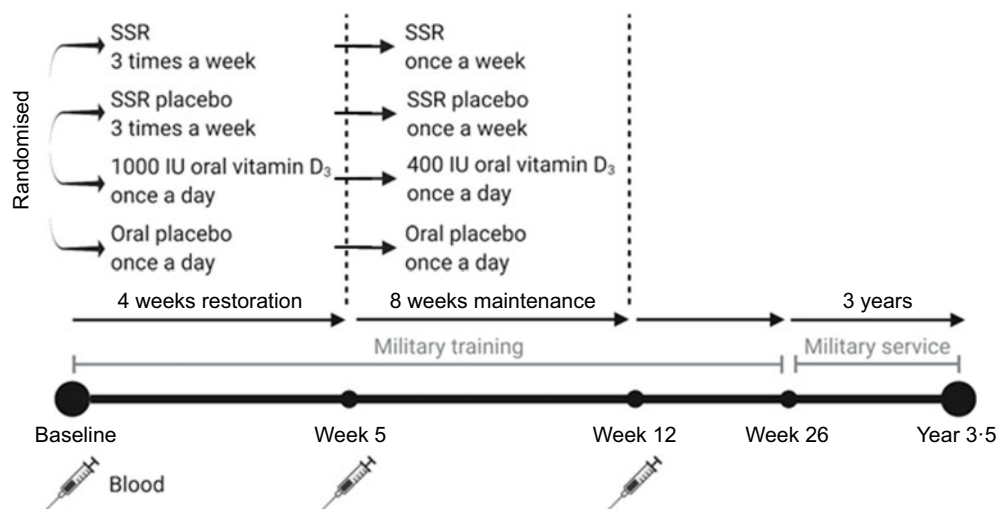 Randomised
SSR
3 times a week
SSR
once a week
SSR placebo
3 times a week
SSR placebo
once a week
1000 IU oral vitamin D₃
once a day
400 IU oral vitamin D₃
once a day
Oral placebo
once a day
Oral placebo
once a day
4 weeks restoration
8 weeks maintenance
3 years
Military training
Military service
Baseline
Week 5
Week 12
Week 26
Year 3·5
Blood